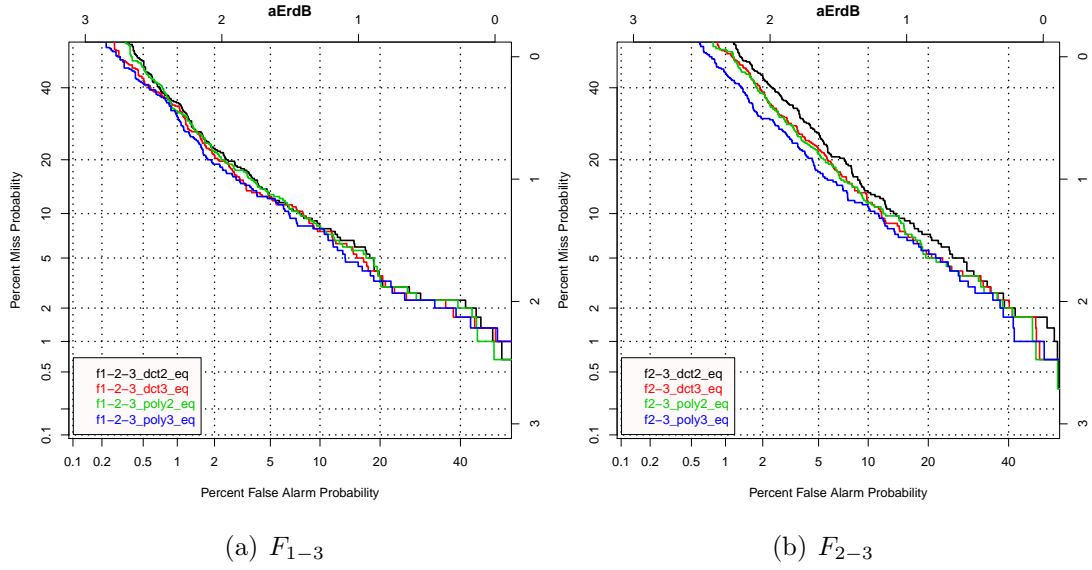 aErdB
3 2 1 0
Percent Miss Probability
40
20
10
5
2
1
0.5
0.1
0
1
2
3
f1−2−3_dct2_eq
f1−2−3_dct3_eq
f1−2−3_poly2_eq
f1−2−3_poly3_eq
0.1 0.2 0.5 1 2 5 10 20 40
Percent False Alarm Probability
(a) F1−3
aErdB
3 2 1 0
Percent Miss Probability
40
20
10
5
2
1
0.5
0.1
0
1
2
3
f2−3_dct2_eq
f2−3_dct3_eq
f2−3_poly2_eq
f2−3_poly3_eq
0.1 0.2 0.5 1 2 5 10 20 40
Percent False Alarm Probability
(b) F2−3